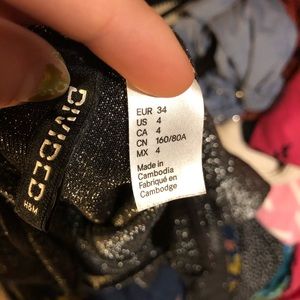 DIVIDED
H&M
EUR 34
US 4
CA 4
CN 160/80A
MX 4
Made in
Cambodia
Fabriqué en
Cambodge